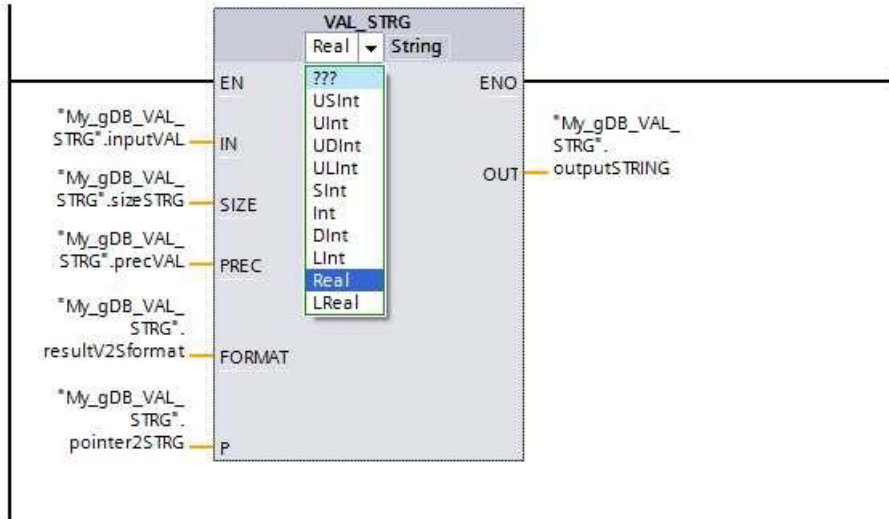 VAL_STRG
Real String
EN
ENO
???
USInt
UInt
UDInt
ULInt
SInt
Int
DInt
LInt
Real
LReal
"My_gDB_VAL_
STRG".inputVAL
IN
"My_gDB_VAL_
STRG".sizeSTRG
SIZE
"My_gDB_VAL_
STRG".precVAL
PREC
"My_gDB_VAL_
STRG".
resultV2Sformat
FORMAT
"My_gDB_VAL_
STRG".
pointer2STRG
P
OUT
"My_gDB_VAL_
STRG".
outputSTRING